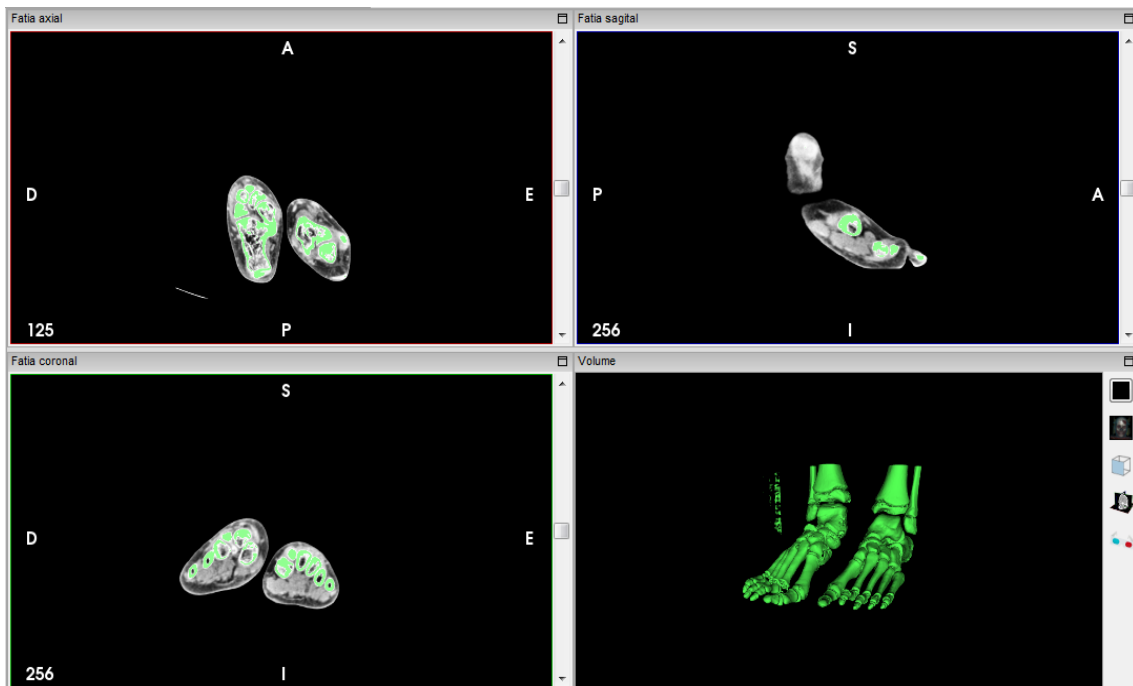 Fatia axial
A
D
E
125
P
Fatia sagital
S
P
A
256
I
Fatia coronal
S
D
E
256
I
Volume